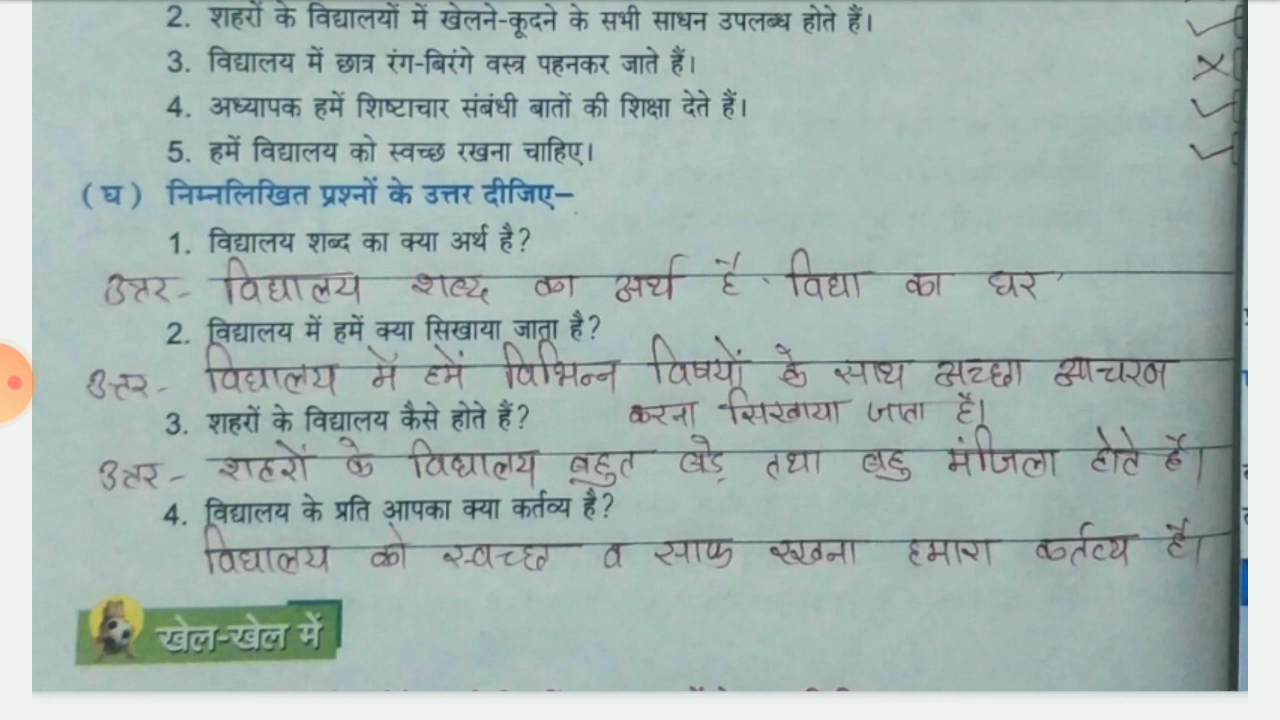 2. शहरों के विद्यालयों में खेलने-कूदने के सभी साधन उपलब्ध होते हैं। ✓
3. विद्यालय में छात्र रंग-बिरंगे वस्त्र पहनकर जाते हैं। ✗
4. अध्यापक हमें शिष्टाचार संबंधी बातों की शिक्षा देते हैं। ✓
5. हमें विद्यालय को स्वच्छ रखना चाहिए। ✓
(घ) निम्नलिखित प्रश्नों के उत्तर दीजिए–
1. विद्यालय शब्द का क्या अर्थ है?
उत्तर - विद्यालय शब्द का अर्थ है 'विद्या का घर'
2. विद्यालय में हमें क्या सिखाया जाता है?
उत्तर - विद्यालय में हमें विभिन्न विषयों के साथ अच्छा आचरण
करना सिखाया जाता है।
3. शहरों के विद्यालय कैसे होते हैं?
उत्तर - शहरों के विद्यालय बहुत बड़े तथा बहु मंजिला होते हैं।
4. विद्यालय के प्रति आपका क्या कर्तव्य है?
विद्यालय को स्वच्छ व साफ रखना हमारा कर्तव्य है।
खेल-खेल में